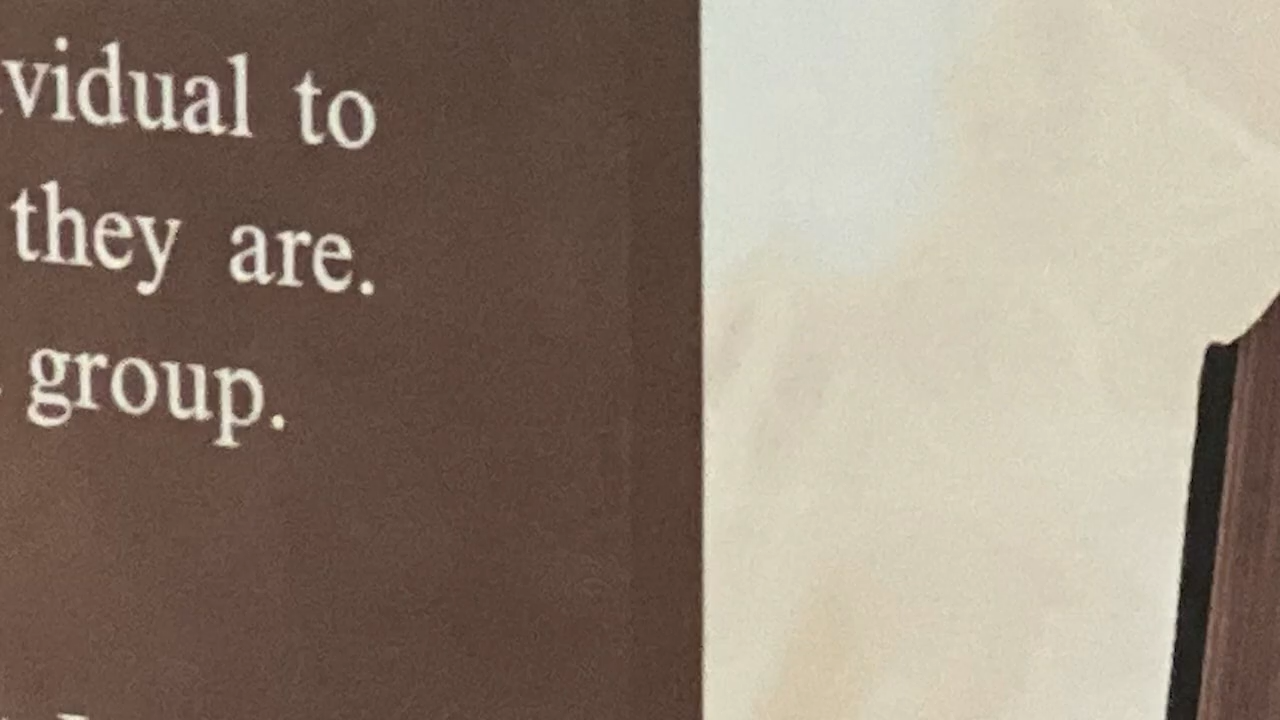 vidual to
they are.
group.